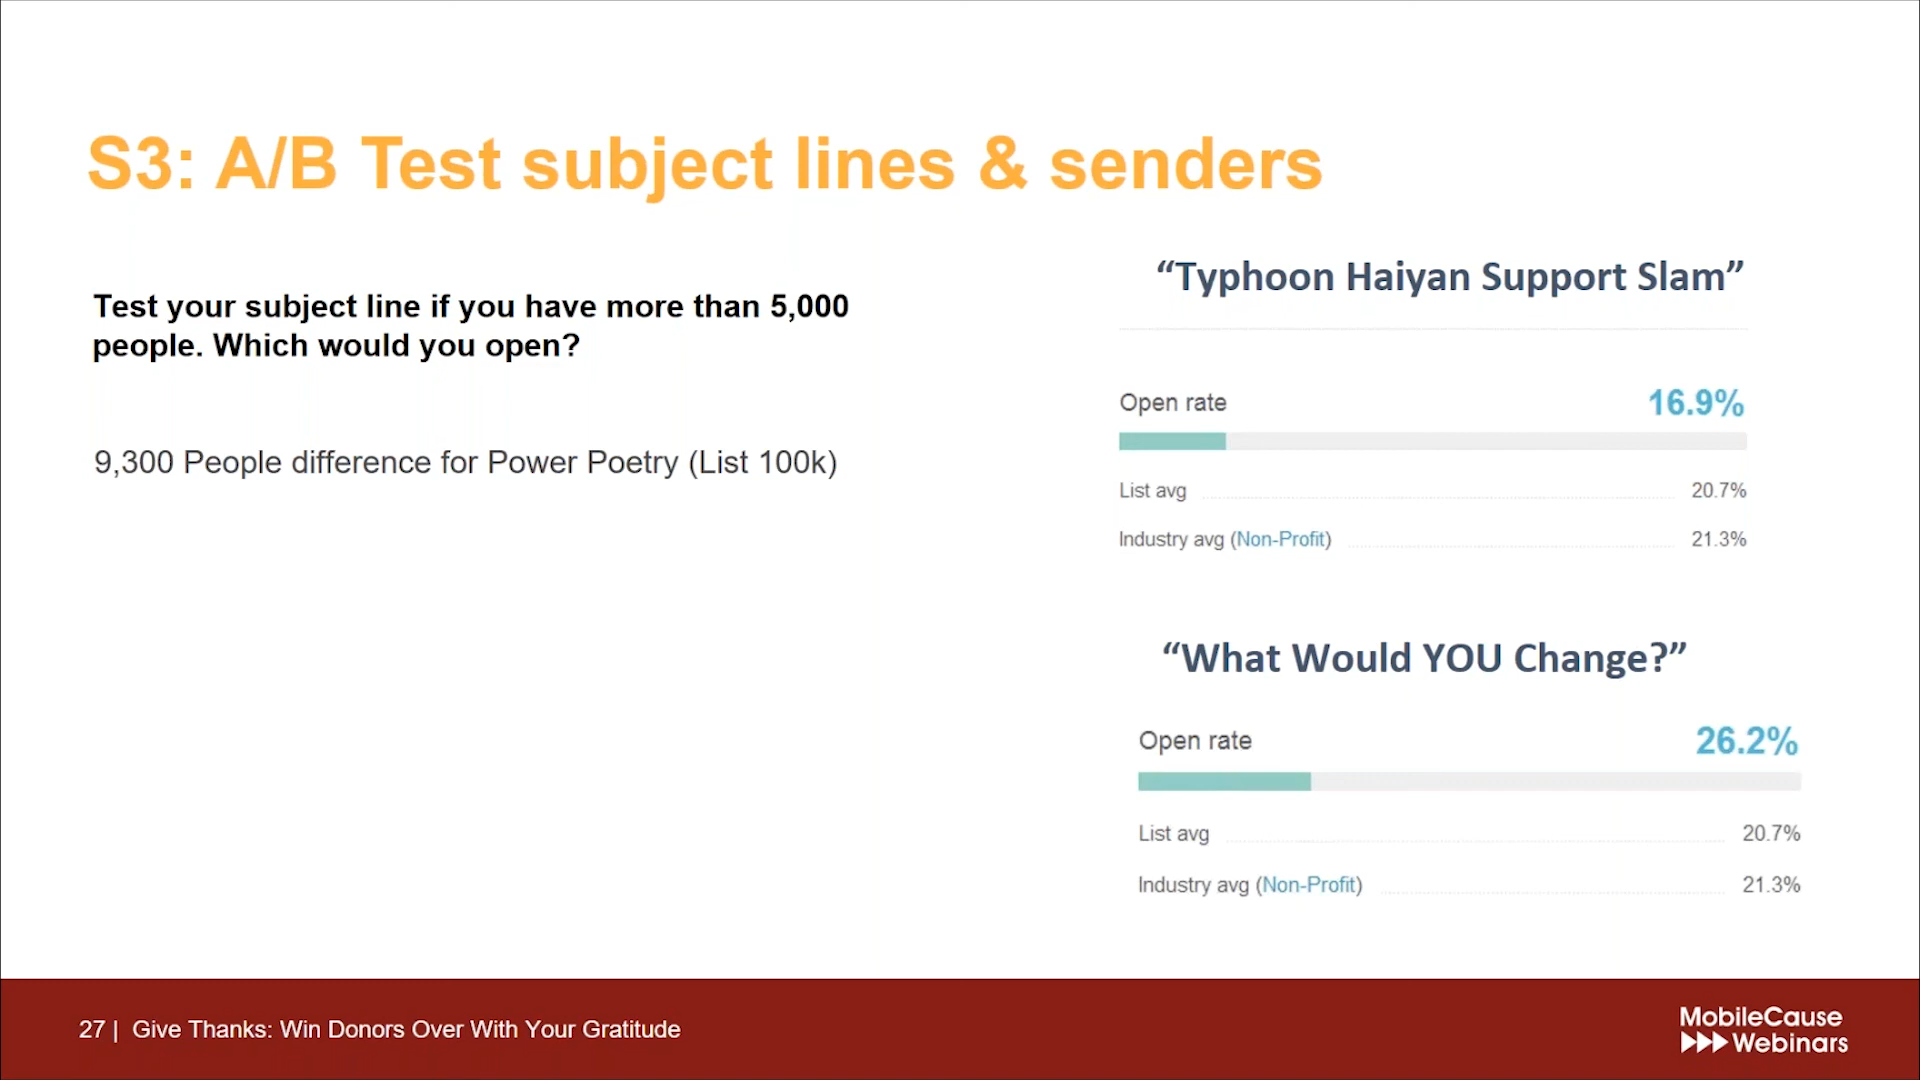 S3: A/B Test subject lines & senders
Test your subject line if you have more than 5,000
people. Which would you open?
9,300 People difference for Power Poetry (List 100k)
“Typhoon Haiyan Support Slam”
Open rate 16.9%
List avg 20.7%
Industry avg (Non-Profit) 21.3%
“What Would YOU Change?”
Open rate 26.2%
List avg 20.7%
Industry avg (Non-Profit) 21.3%
27 | Give Thanks: Win Donors Over With Your Gratitude
MobileCause
Webinars